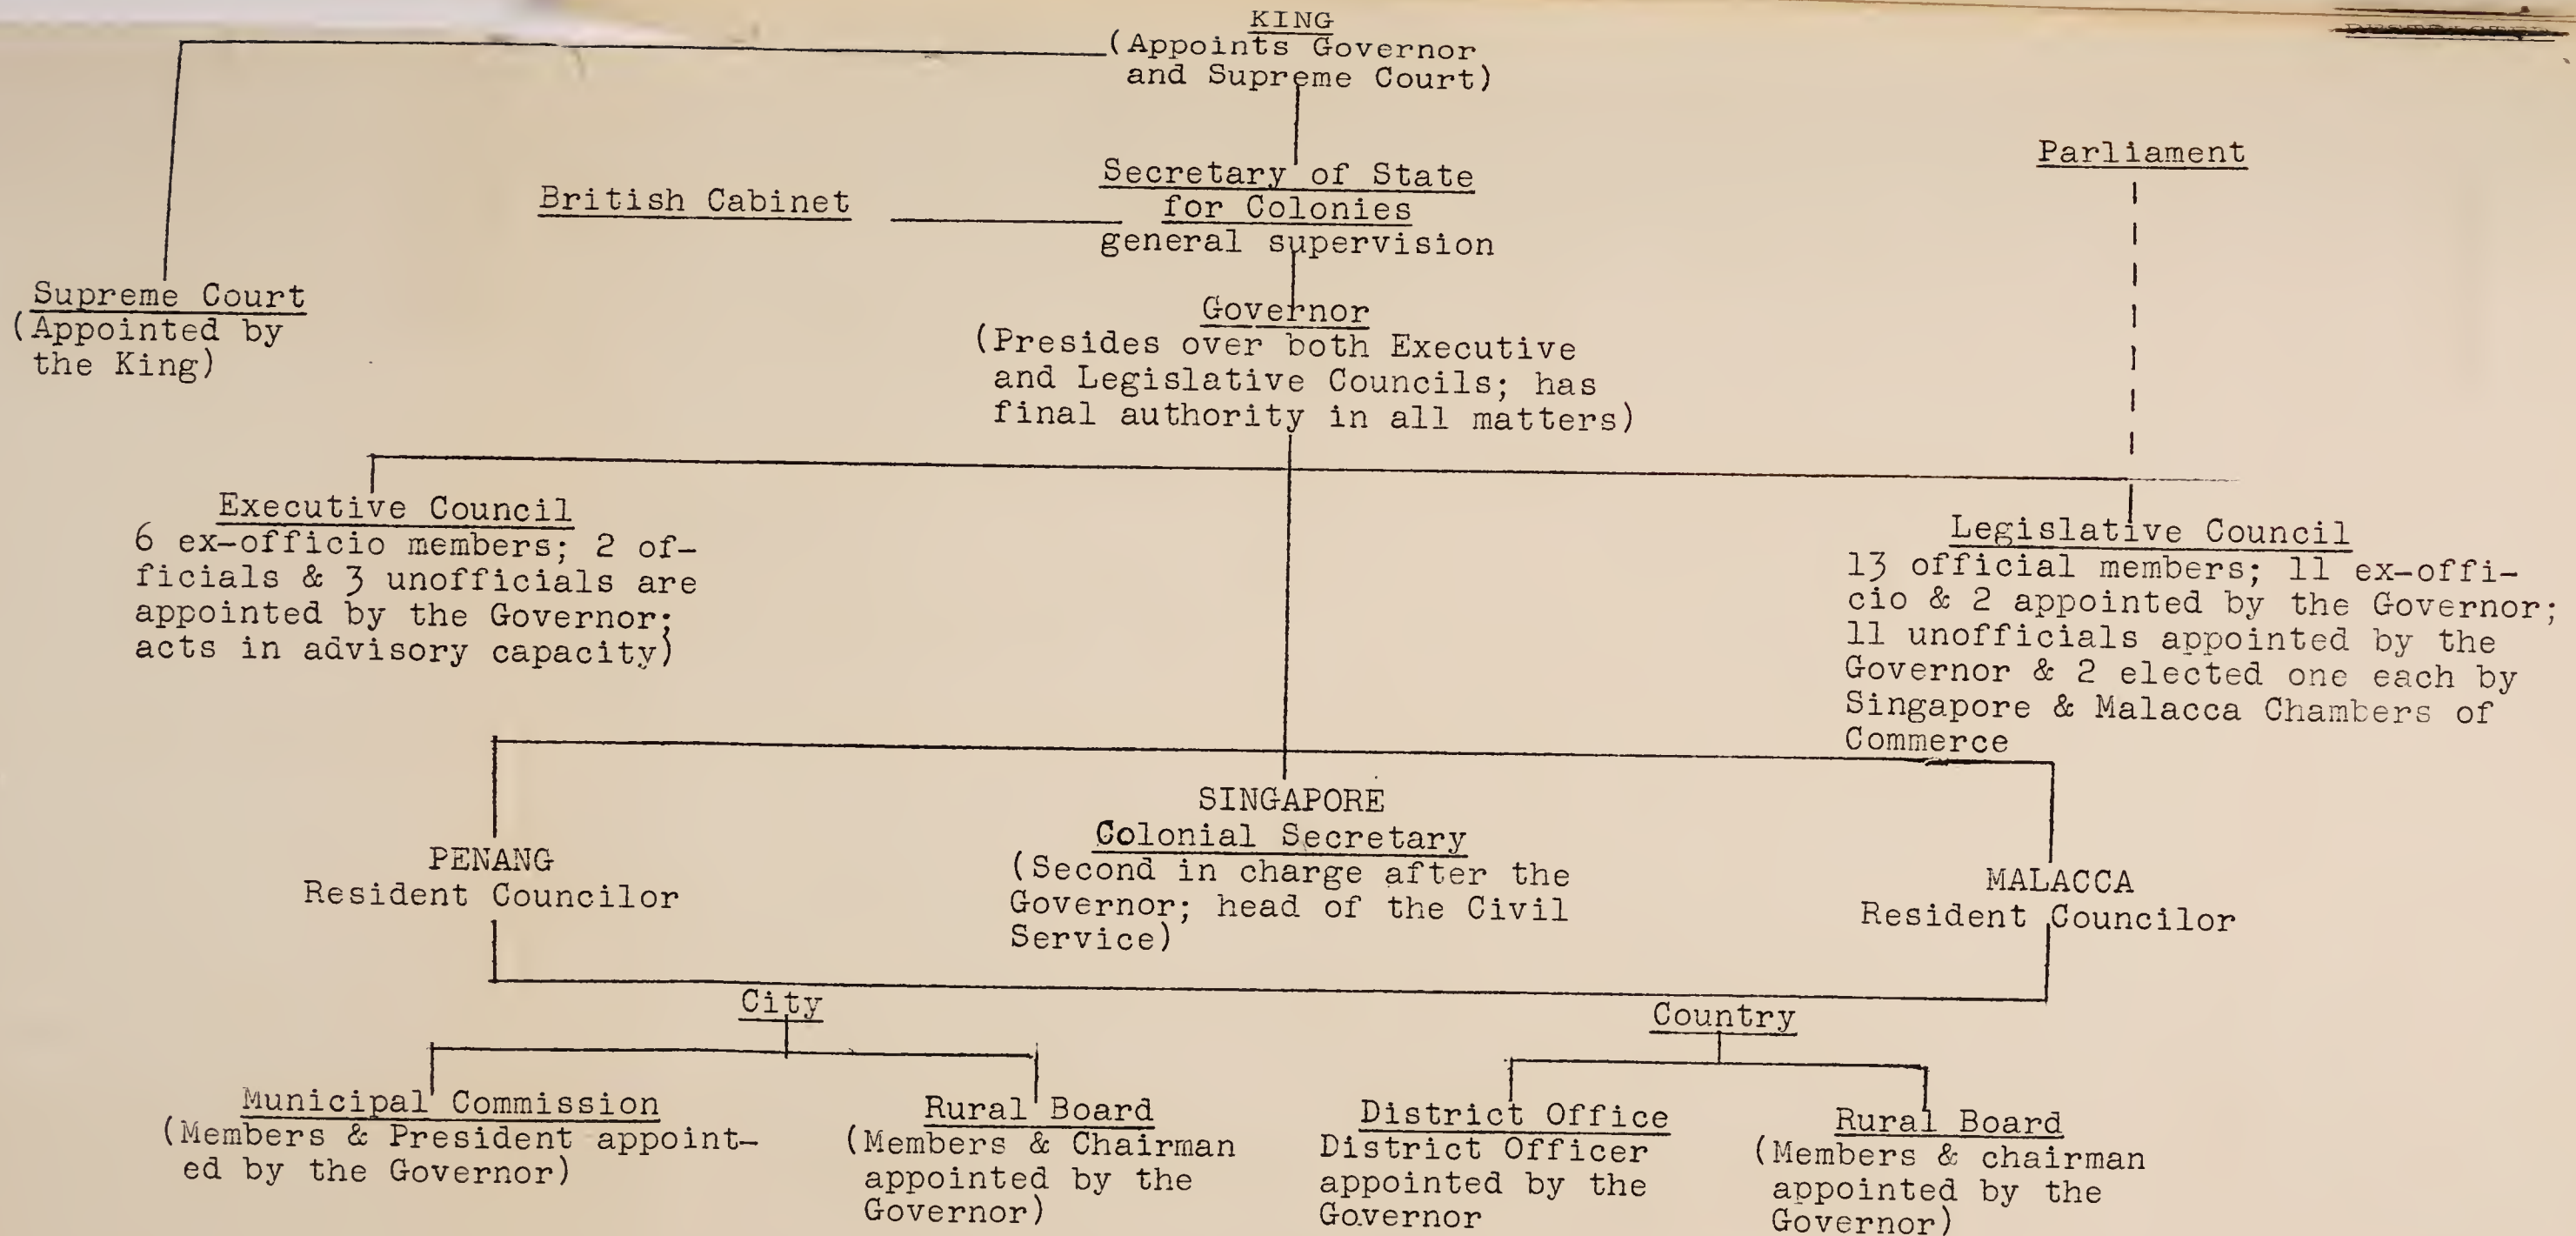 KING
(Appoints Governor
and Supreme Court)
Parliament
Secretary of State
for Colonies
general supervision
British Cabinet
Supreme Court
(Appointed by
the King)
Governor
(Presides over both Executive
and Legislative Councils; has
final authority in all matters)
Executive Council
6 ex-officio members; 2 of-
ficials & 3 unofficials are
appointed by the Governor;
acts in advisory capacity)
Legislative Council
13 official members; 11 ex-offi-
cio & 2 appointed by the Governor;
11 unofficials appointed by the
Governor & 2 elected one each by
Singapore & Malacca Chambers of
Commerce
PENANG
Resident Councilor
SINGAPORE
Colonial Secretary
(Second in charge after the
Governor; head of the Civil
Service)
MALACCA
Resident Councilor
City
Country
Municipal Commission
(Members & President appoint-
ed by the Governor)
Rural Board
(Members & Chairman
appointed by the
Governor)
District Office
District Officer
appointed by the
Governor
Rural Board
(Members & chairman
appointed by the
Governor)